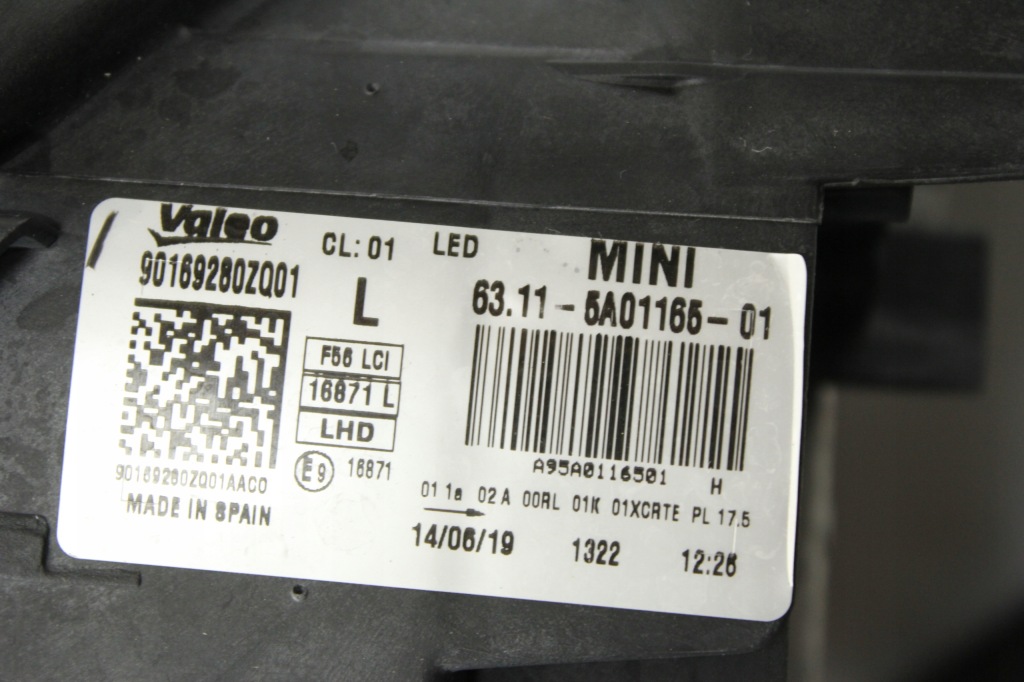 Valeo
CL: 01 LED MINI
90169280ZQ01
L
63.11 - 5A01165 - 01
F56 LCI
16871 L
LHD
E9 16871
A95A0116501 H
90169280ZQ01AAC0
MADE IN SPAIN
01 1a 02 A 00RL 01K 01XCRTE PL 17.5
14/06/19 1322 12:26